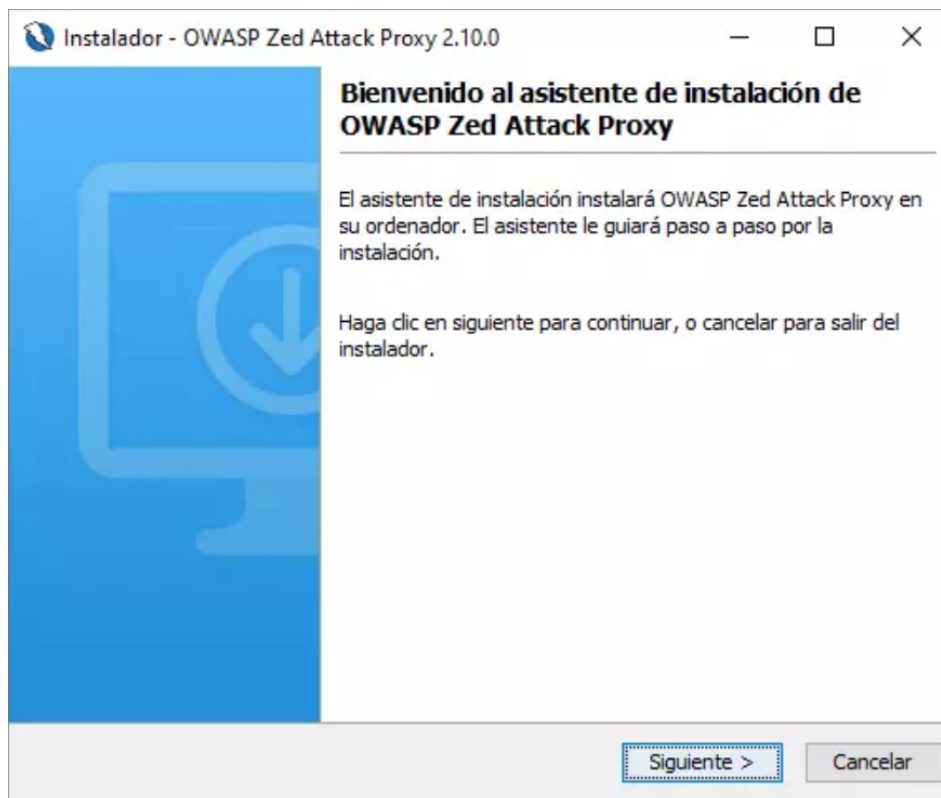 Instalador - OWASP Zed Attack Proxy 2.10.0
Bienvenido al asistente de instalación de
OWASP Zed Attack Proxy
El asistente de instalación instalará OWASP Zed Attack Proxy en
su ordenador. El asistente le guiará paso a paso por la
instalación.
Haga clic en siguiente para continuar, o cancelar para salir del
instalador.
Siguiente >
Cancelar